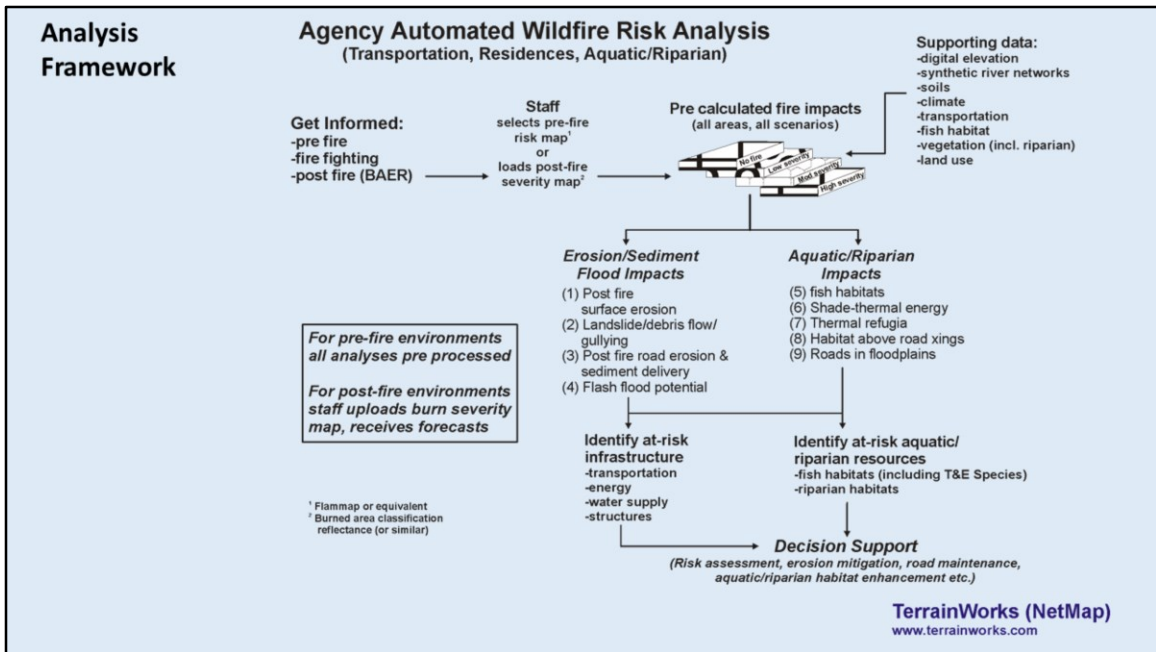 Analysis
Framework
Agency Automated Wildfire Risk Analysis
(Transportation, Residences, Aquatic/Riparian)
Supporting data:
-digital elevation
-synthetic river networks
-soils
-climate
-transportation
-fish habitat
-vegetation (incl. riparian)
-land use
Get Informed:
-pre fire
-fire fighting
-post fire (BAER)
Staff
selects pre-fire
risk map¹
or
loads post-fire
severity map²
Pre calculated fire impacts
(all areas, all scenarios)
No fire
Low severity
Mod severity
High severity
Erosion/Sediment
Flood Impacts
(1) Post fire
surface erosion
(2) Landslide/debris flow/
gullying
(3) Post fire road erosion &
sediment delivery
(4) Flash flood potential
Aquatic/Riparian
Impacts
(5) fish habitats
(6) Shade-thermal energy
(7) Thermal refugia
(8) Habitat above road xings
(9) Roads in floodplains
For pre-fire environments
all analyses pre processed
For post-fire environments
staff uploads burn severity
map, receives forecasts
Identify at-risk
infrastructure
-transportation
-energy
-water supply
-structures
Identify at-risk aquatic/
riparian resources
-fish habitats (including T&E Species)
-riparian habitats
¹ Flammap or equivalent
² Burned area classification
reflectance (or similar)
Decision Support
(Risk assessment, erosion mitigation, road maintenance,
aquatic/riparian habitat enhancement etc.)
TerrainWorks (NetMap)
www.terrainworks.com